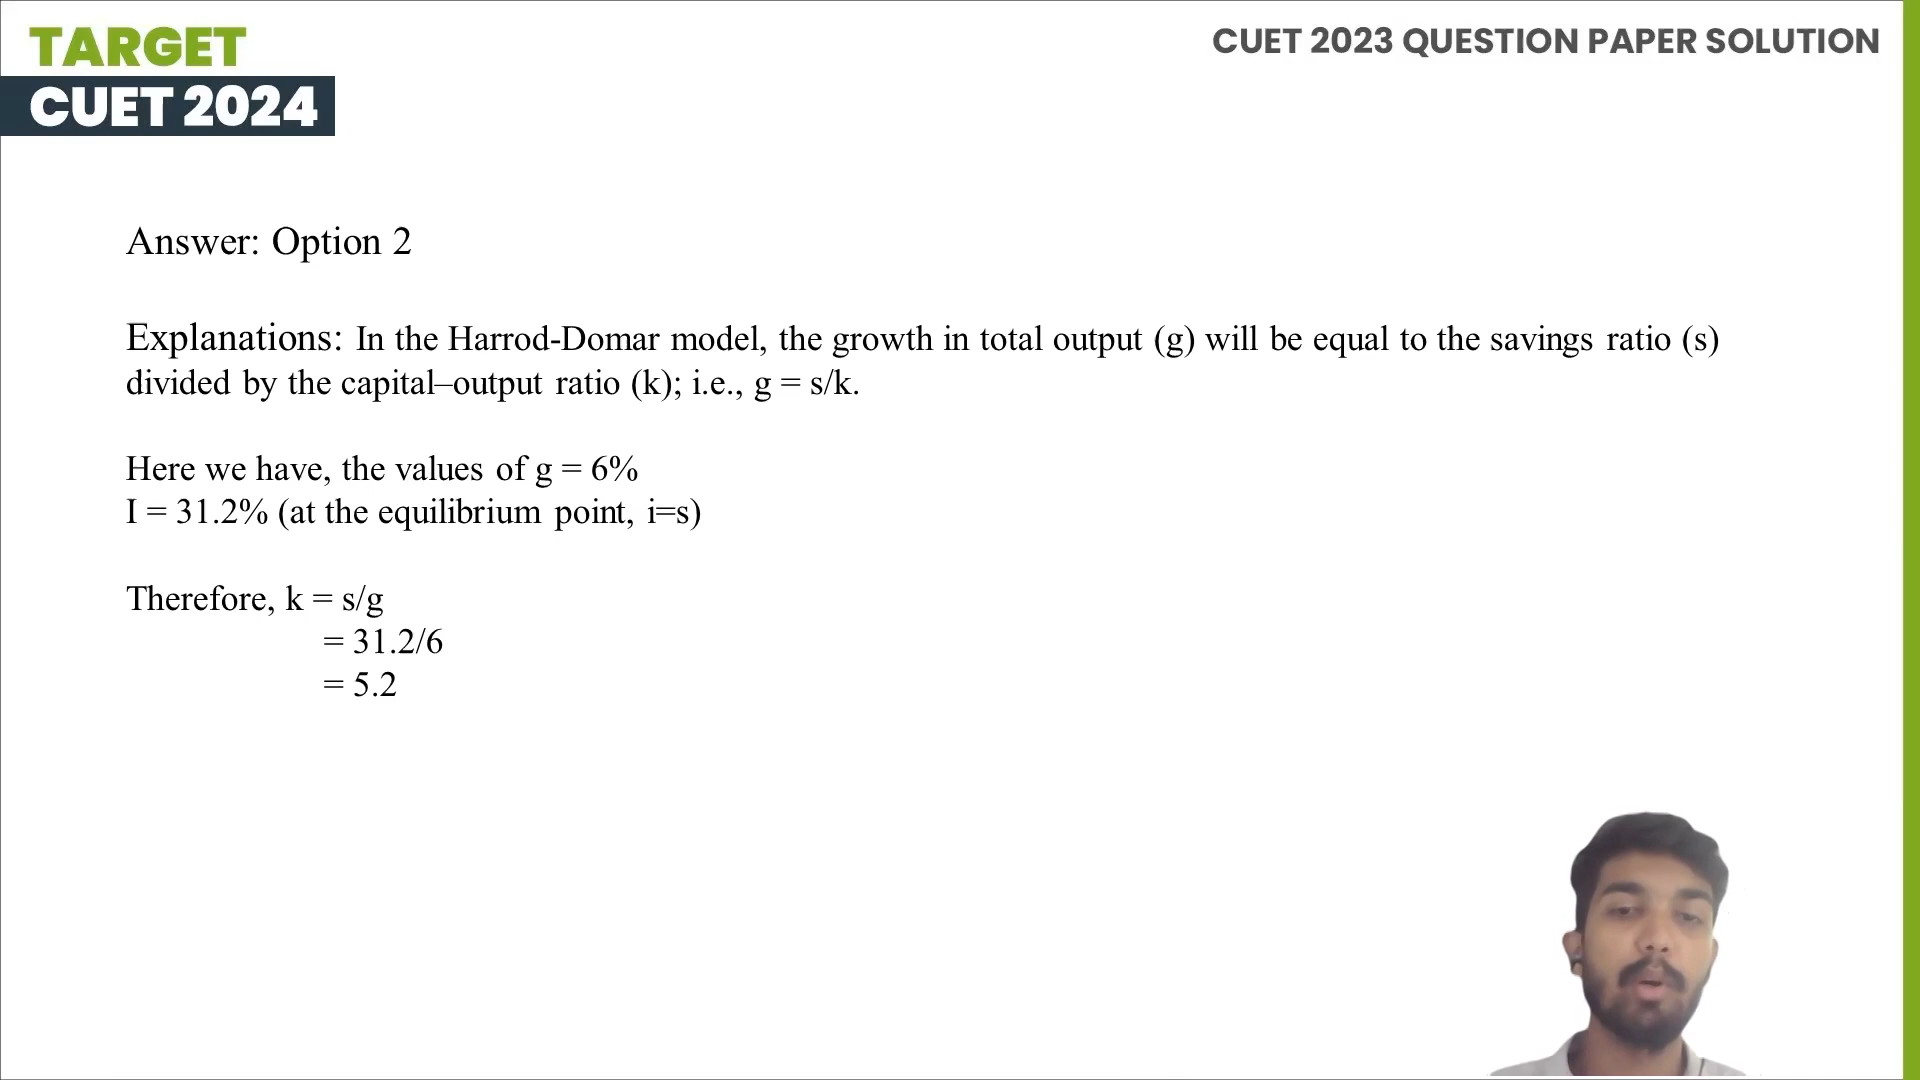 TARGET
CUET 2024
CUET 2023 QUESTION PAPER SOLUTION
Answer: Option 2
Explanations: In the Harrod-Domar model, the growth in total output (g) will be equal to the savings ratio (s)
divided by the capital–output ratio (k); i.e., g = s/k.
Here we have, the values of g = 6%
I = 31.2% (at the equilibrium point, i=s)
Therefore, k = s/g
= 31.2/6
= 5.2